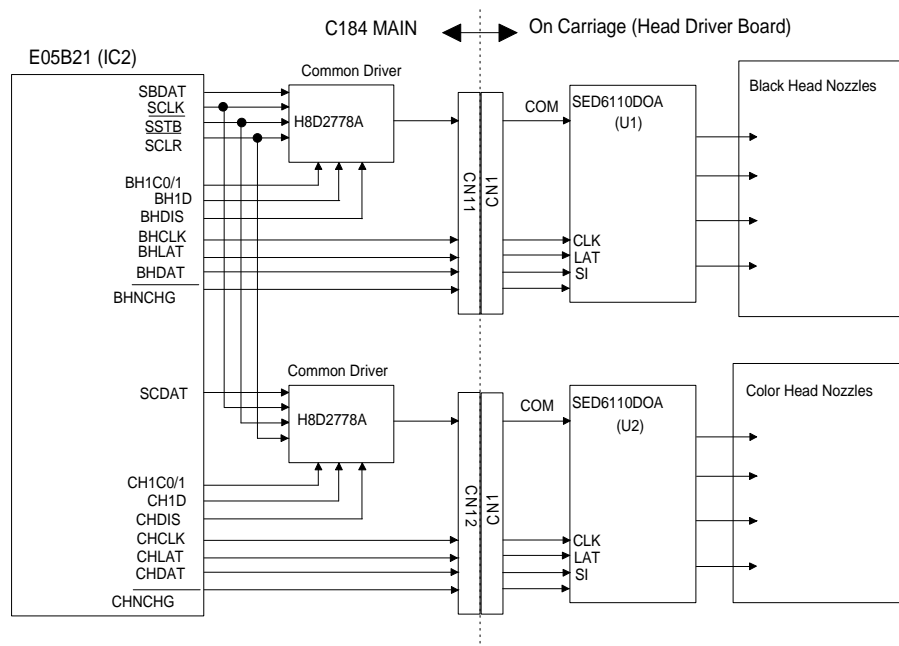 C184 MAIN
On Carriage (Head Driver Board)
E05B21 (IC2)
Common Driver
SBDAT
SCLK
SSTB
SCLR
H8D2778A
BH1C0/1
BH1D
BHDIS
BHCLK
BHLAT
BHDAT
BHNCHG
CN11
CN1
COM
SED6110DOA
(U1)
CLK
LAT
SI
Black Head Nozzles
Common Driver
SCDAT
H8D2778A
CH1C0/1
CH1D
CHDIS
CHCLK
CHLAT
CHDAT
CHNCHG
CN12
CN1
COM
SED6110DOA
(U2)
CLK
LAT
SI
Color Head Nozzles